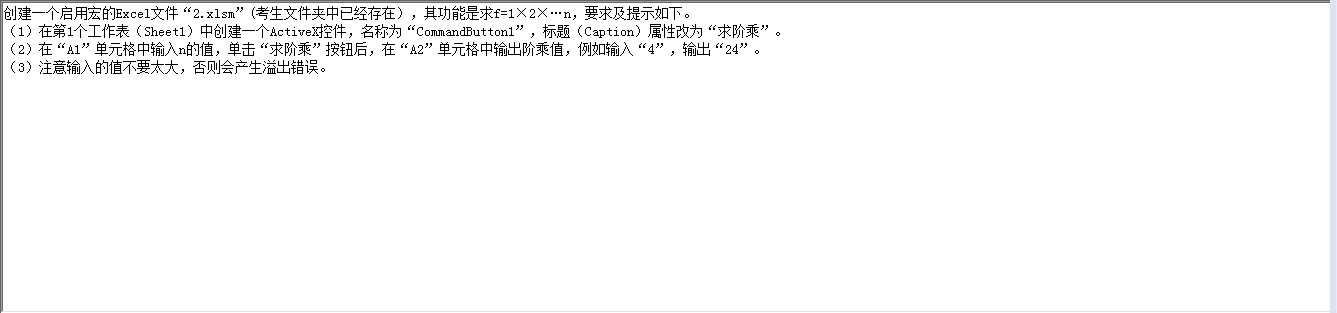 创建一个启用宏的Excel文件“2.xlsm”(考生文件夹中已经存在），其功能是求f=1×2×…n，要求及提示如下。
（1）在第1个工作表（Sheet1）中创建一个ActiveX控件，名称为“CommandButton1”，标题（Caption）属性改为“求阶乘”。
（2）在“A1”单元格中输入n的值，单击“求阶乘”按钮后，在“A2”单元格中输出阶乘值，例如输入“4”，输出“24”。
（3）注意输入的值不要太大，否则会产生溢出错误。